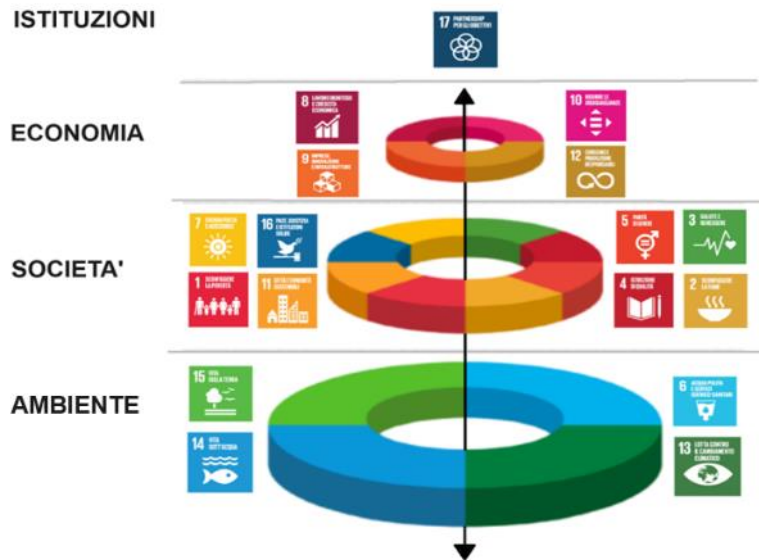 ISTITUZIONI
17 PARTNERSHIP
PER GLI OBIETTIVI
ECONOMIA
8 LAVORO DIGNITOSO
E CRESCITA
ECONOMICA
10 RIDURRE LE
DISUGUAGLIANZE
9 IMPRESE,
INNOVAZIONE
E INFRASTRUTTURE
12 CONSUMO E
PRODUZIONE
RESPONSABILI
SOCIETA'
7
16 PACE, GIUSTIZIA
E ISTITUZIONI
SOLIDE
5 PARITÀ
DI GENERE
3 SALUTE E
BENESSERE
1 SCONFIGGERE
LA POVERTÀ
11 CITTÀ E COMUNITÀ
SOSTENIBILI
4 ISTRUZIONE
DI QUALITÀ
2 SCONFIGGERE
LA FAME
AMBIENTE
15 VITA
SULLA TERRA
6 ACQUA PULITA
E SERVIZI
IGIENICO-SANITARI
14 VITA
SOTT'ACQUA
13 LOTTA CONTRO
IL CAMBIAMENTO
CLIMATICO